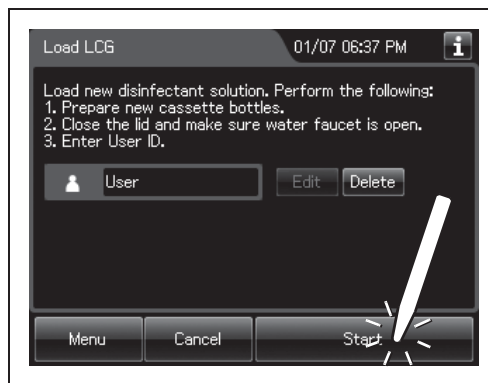 Load LCG
01/07 06:37 PM
i
Load new disinfectant solution. Perform the following:
1. Prepare new cassette bottles.
2. Close the lid and make sure water faucet is open.
3. Enter User ID.
User
Edit
Delete
Menu
Cancel
Start